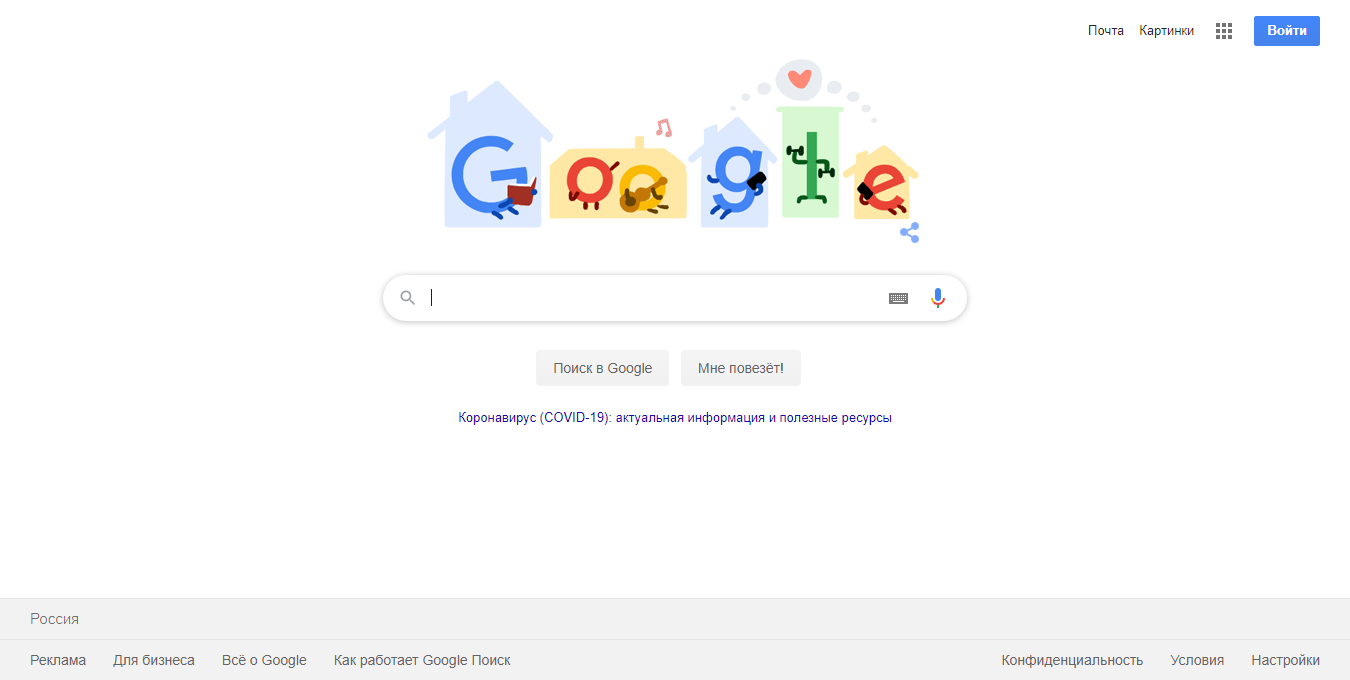 Почта Картинки Войти
Google
Поиск в Google Мне повезёт!
Коронавирус (COVID-19): актуальная информация и полезные ресурсы
Россия
Реклама Для бизнеса Всё о Google Как работает Google Поиск Конфиденциальность Условия Настройки